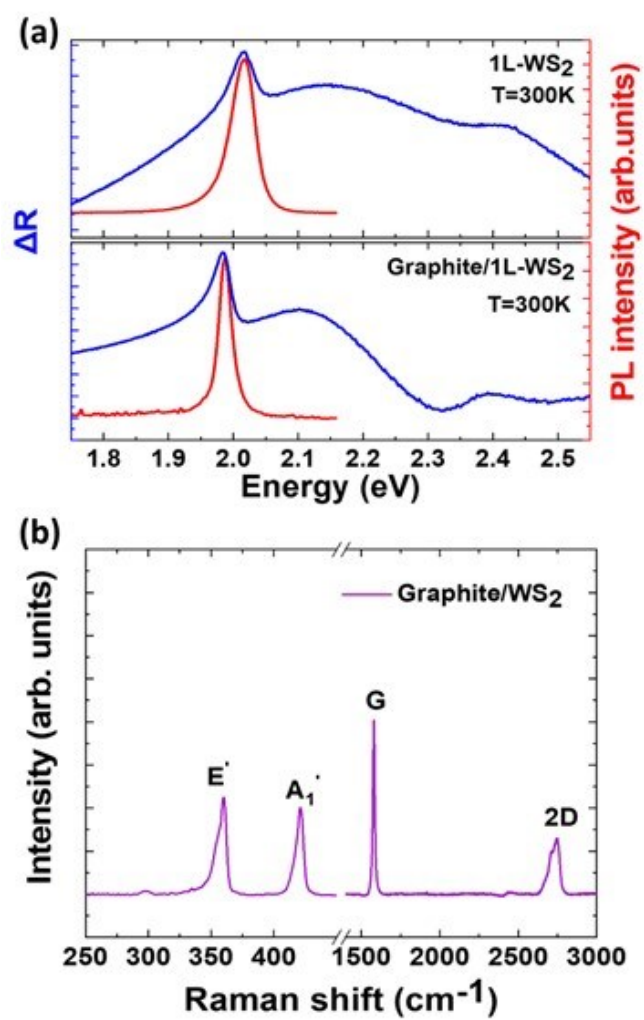 (a)
1L-WS₂
T=300K
ΔR
PL intensity (arb.units)
Graphite/1L-WS₂
T=300K
1.8 1.9 2.0 2.1 2.2 2.3 2.4 2.5
Energy (eV)
(b)
Graphite/WS₂
Intensity (arb. units)
E'
A₁'
G
2D
250 300 350 400 1500 2000 2500 3000
Raman shift (cm⁻¹)